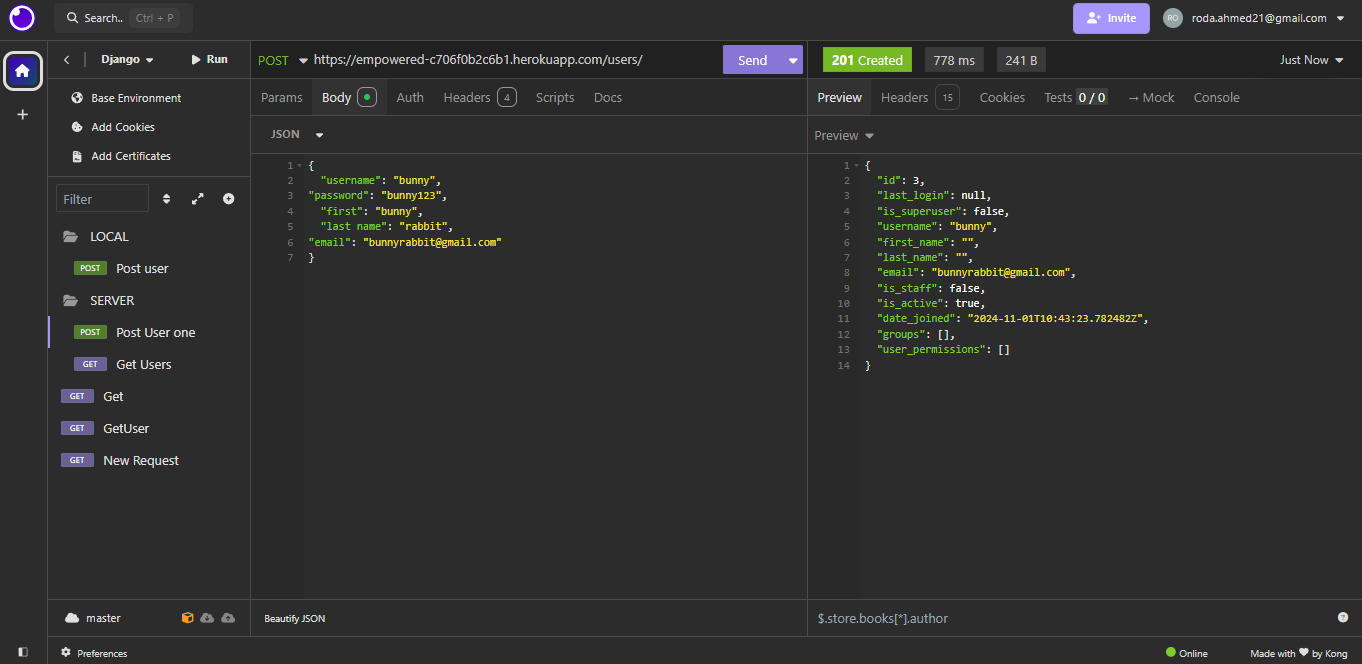 Search.. Ctrl + P
Invite
RO roda.ahmed21@gmail.com
Django
Run
Base Environment
Add Cookies
Add Certificates
Filter
LOCAL
POST Post user
SERVER
POST Post User one
GET Get Users
GET Get
GET GetUser
GET New Request
master
Preferences
POST https://empowered-c706f0b2c6b1.herokuapp.com/users/ Send
Params Body Auth Headers 4 Scripts Docs
JSON
1 {
2 "username": "bunny",
3 "password": "bunny123",
4 "first": "bunny",
5 "last name": "rabbit",
6 "email": "bunnyrabbit@gmail.com"
7 }
Beautify JSON
201 Created 778 ms 241 B Just Now
Preview Headers 15 Cookies Tests 0 / 0 → Mock Console
Preview
1 {
2 "id": 3,
3 "last_login": null,
4 "is_superuser": false,
5 "username": "bunny",
6 "first_name": "",
7 "last_name": "",
8 "email": "bunnyrabbit@gmail.com",
9 "is_staff": false,
10 "is_active": true,
11 "date_joined": "2024-11-01T10:43:23.782482Z",
12 "groups": [],
13 "user_permissions": []
14 }
$.store.books[*].author
Online
Made with ♥ by Kong